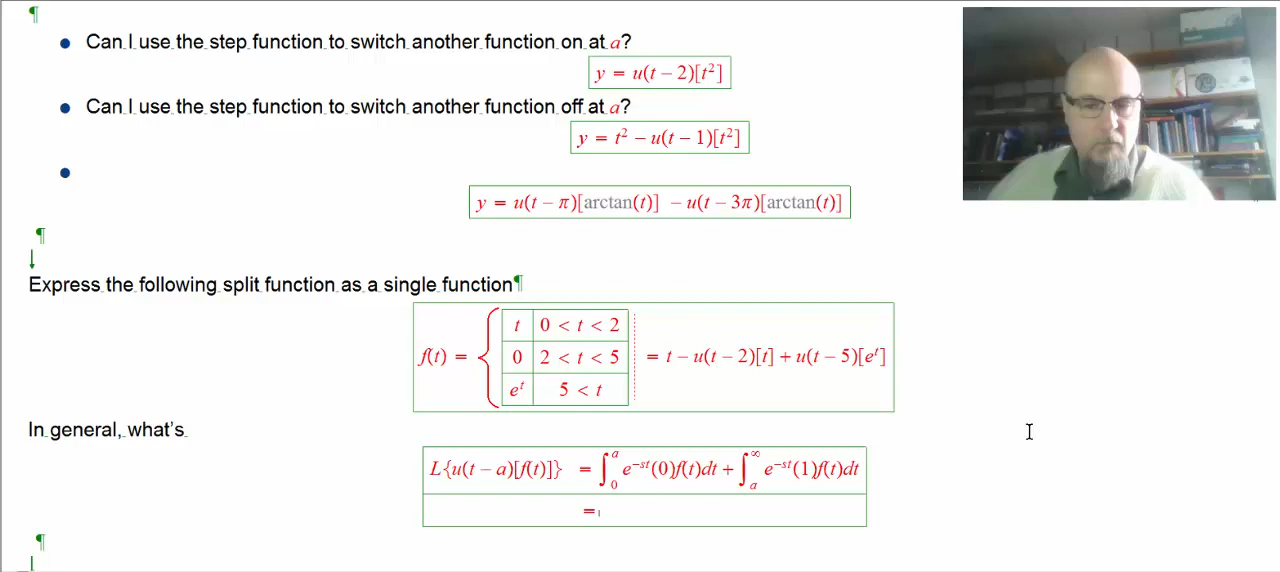 Can I use the step function to switch another function on at a?
y = u(t − 2)[t²]
Can I use the step function to switch another function off at a?
y = t² − u(t − 1)[t²]
y = u(t − π)[arctan(t)] − u(t − 3π)[arctan(t)]
Express the following split function as a single function
f(t) = { t 0 < t < 2
0 2 < t < 5
eᵗ 5 < t
= t − u(t − 2)[t] + u(t − 5)[eᵗ]
In general, what's
L{u(t − a)[f(t)]} = ∫₀ᵃ e⁻ˢᵗ(0)f(t)dt + ∫ₐ^∞ e⁻ˢᵗ(1)f(t)dt
=